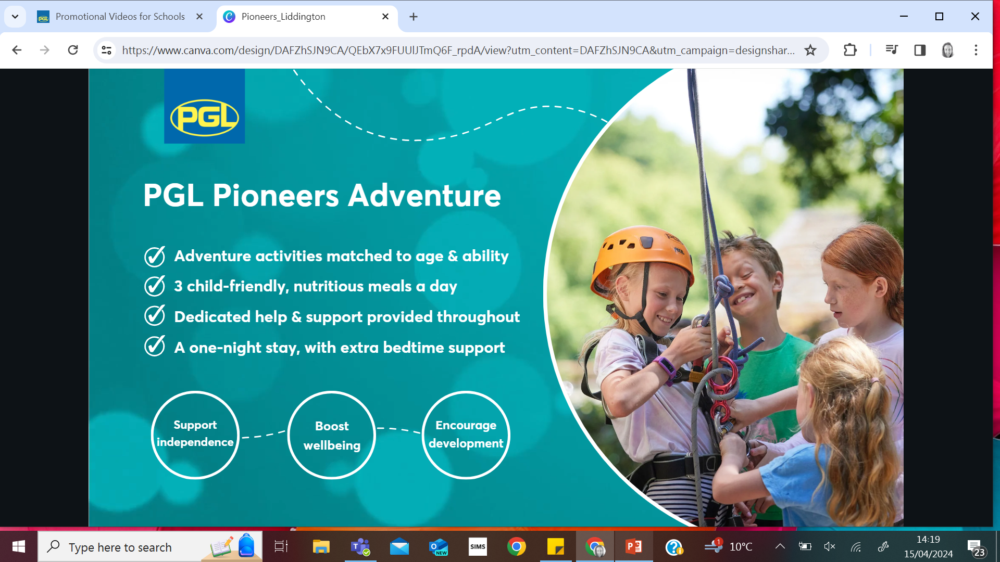 Promotional Videos for Schools
Pioneers_Liddington
https://www.canva.com/design/DAFZhSJN9CA/QEbX7x9FUUlJTmQ6F_rpdA/view?utm_content=DAFZhSJN9CA&utm_campaign=designshar...
PGL
PGL Pioneers Adventure
Adventure activities matched to age & ability
3 child-friendly, nutritious meals a day
Dedicated help & support provided throughout
A one-night stay, with extra bedtime support
Support
independence
Boost
wellbeing
Encourage
development
Type here to search
NEW
SIMS
1
10°C
14:19
15/04/2024
23